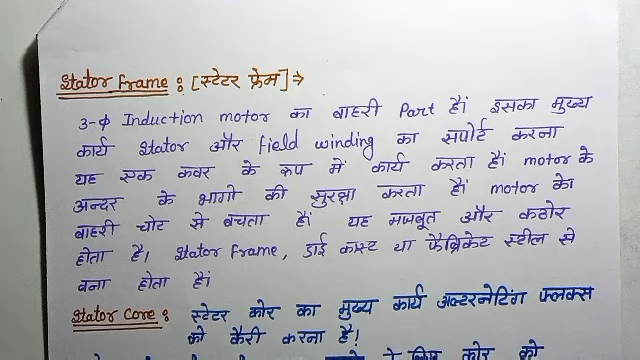 Stator Frame : [स्टेटर फ्रेम] ⇒
3-ϕ Induction motor का बाहरी Part है। इसका मुख्य
कार्य Stator और field winding का सपोर्ट करना
यह एक कवर के रूप में कार्य करता है। motor के
अन्दर के भागो की सुरक्षा करता है। motor को
बाहरी चोट से बचता है। यह मजबूत और कठोर
होता है। Stator Frame, डाई कास्ट या फैब्रिकेट स्टील से
बना होता है।
Stator Core : स्टेटर कोर का मुख्य कार्य अल्टरनेटिंग फ्लक्स
को कैरी करना है!
कोर को